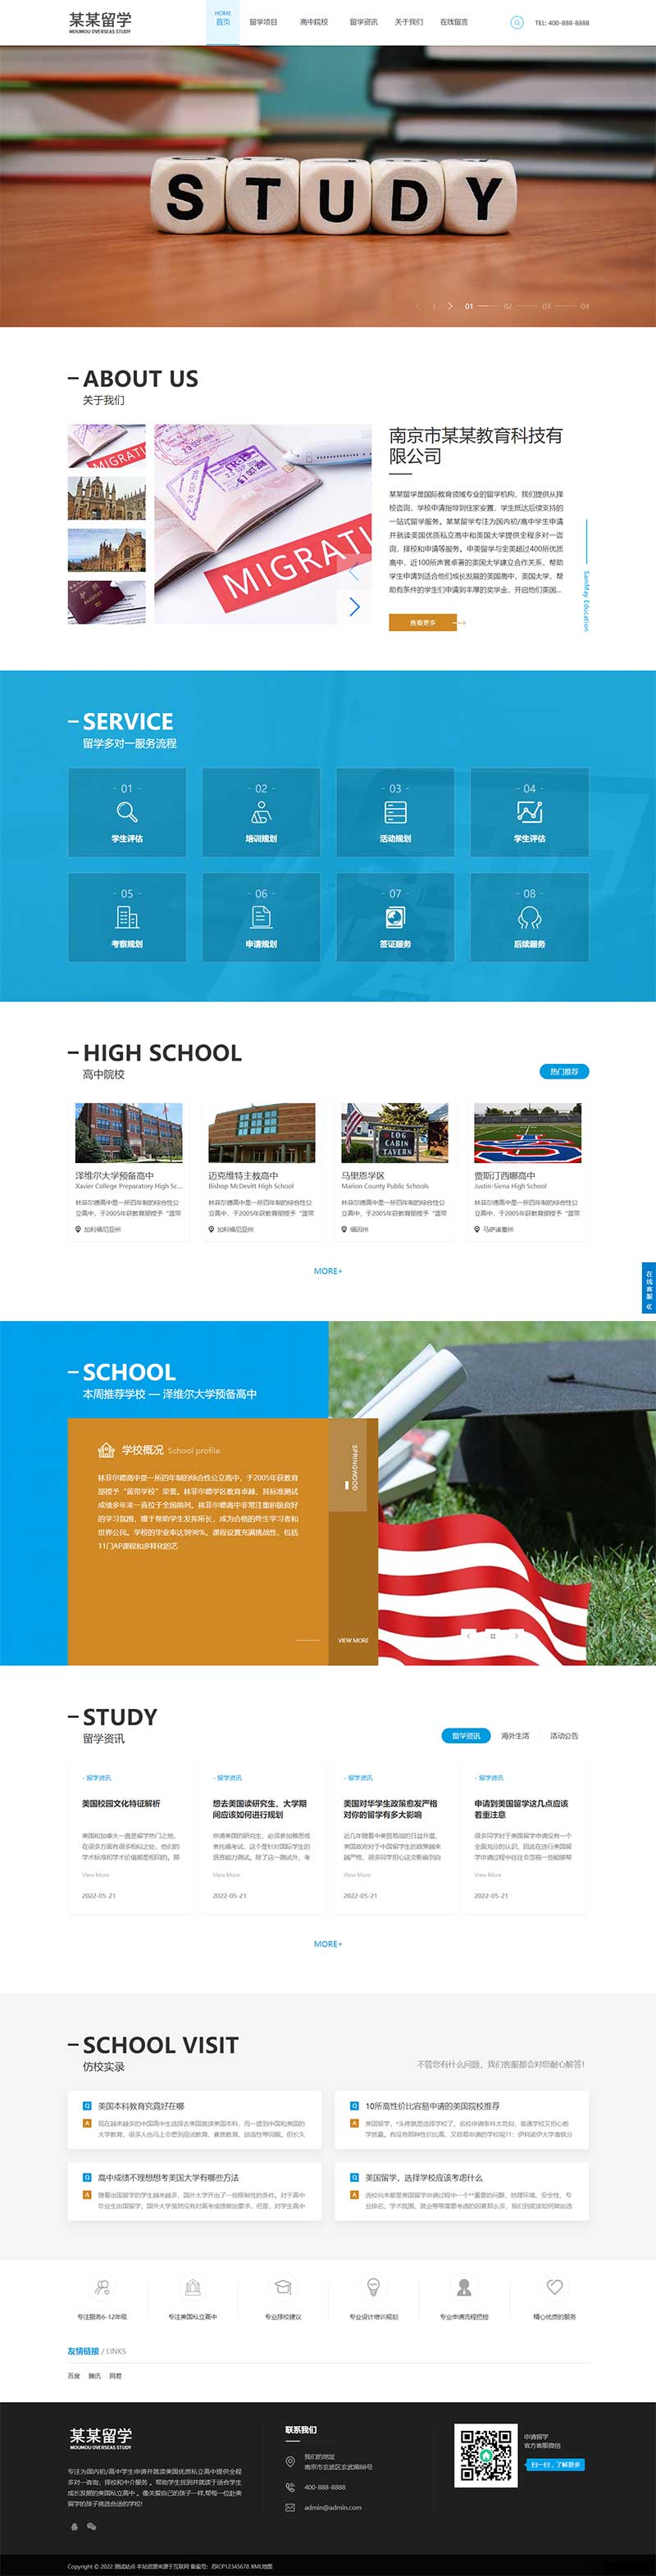 某某留学
MOUMOU OVERSEAS STUDY
HOME
首页
留学项目
高中院校
留学资讯
关于我们
在线留言
TEL: 400-888-8888
STUDY
01
02
03
04
ABOUT US
关于我们
MIGRATI
南京市某某教育科技有
限公司
某某留学是国际教育领域专业的留学机构，我们提供从择
校咨询、学校申请指导到住家安置、学生抵达后续支持的
一站式留学服务。某某留学专注为国内初/高中学生申请
并就读美国优质私立高中和美国大学提供全程多对一咨
询、择校和申请等服务。申美留学与全美超过400所优质
高中、近100所声誉卓著的美国大学建立合作关系，帮助
学生申请到适合他们成长发展的美国高中、美国大学，帮
助有条件的学生们申请到丰厚的奖学金，开启他们美国...
SamMay Education
查看更多
SERVICE
留学多对一服务流程
- 01 -
学生评估
- 02 -
培训规划
- 03 -
活动规划
- 04 -
学生评估
- 05 -
考察规划
- 06 -
申请规划
- 07 -
签证服务
- 08 -
后续服务
HIGH SCHOOL
高中院校
热门推荐
泽维尔大学预备高中
Xavier College Preparatory High Sc...
林菲尔德高中是一所四年制的综合性公
立高中，于2005年获教育部授予“蓝带
加利福尼亚州
迈克维特主教高中
Bishop McDevitt High School
林菲尔德高中是一所四年制的综合性公
立高中，于2005年获教育部授予“蓝带
加利福尼亚州
LOG
CABIN
TAVERN
马里恩学区
Marion County Public Schools
林菲尔德高中是一所四年制的综合性公
立高中，于2005年获教育部授予“蓝带
缅因州
贾斯汀西娜高中
Justin-Siena High School
林菲尔德高中是一所四年制的综合性公
立高中，于2005年获教育部授予“蓝带
马萨诸塞州
MORE+
在线客服
SCHOOL
本周推荐学校 — 泽维尔大学预备高中
学校概况 School profile
林菲尔德高中是一所四年制的综合性公立高中，于2005年获教育
部授予“蓝带学校”荣誉。林菲尔德学区教育卓越，其标准测试
成绩多年来一直位于全国前列。林菲尔德高中非常注重积极良好
的学习氛围，擅于帮助学生发挥所长，成为合格的终生学习者和
世界公民。学校的毕业率达到98%。课程设置充满挑战性，包括
11门AP课程和多样化的艺
SPRINGWOOD
VIEW MORE
STUDY
留学资讯
留学资讯
海外生活
活动公告
- 留学资讯
美国校园文化特征解析
美国和加拿大一直是留学热门之地，
在很多方面有很多相似之处，他们的
学术标准和学术价值都是相同的。那
View More
2022-05-21
- 留学资讯
想去美国读研究生，大学期
间应该如何进行规划
申请美国的研究生，必须参加雅思或
者托福考试。这个是针对国际学生的
语言能力测试。除了这一测试外，考
View More
2022-05-21
- 留学资讯
美国对华学生政策愈发严格
对你的留学有多大影响
近几年随着中美贸易战的日益升温，
美国政府对于中国学生的政策越来
越严格，很多同学担心这会影响到自
View More
2022-05-21
- 留学资讯
申请到美国留学这几点应该
着重注意
很多同学对于美国留学申请没有一个
全面充分的认识，因此在进行美国留
学申请过程中往往会忽视一些能够帮
View More
2022-05-21
MORE+
SCHOOL VISIT
仿校实录
不管您有什么问题，我们客服都会对您耐心解答！
Q 美国本科教育究竟好在哪
A 现在越来越多的中国高中生选择去美国就读美国本科，而一提到中国和美国的
大学教育，很多人也马上会想到应试教育、素质教育、创造性等问题。但长久
Q 10所高性价比容易申请的美国院校推荐
A 美国留学，*头疼就是选择学校了，名校申请条件太苛刻、普通学校又担心教
学质量。有没有那种性价比高、又容易申请的学校呢?1：伊利诺伊大学香槟分
Q 高中成绩不理想想考美国大学有哪些方法
A 随着出国留学的学生越来越多，国外大学开出了一些限制性的条件。对于高中
毕业生出国留学，国外大学虽然没有对高考成绩做出要求，但是，对学生高中
Q 美国留学，选择学校应该考虑什么
A 选校向来都是美国留学申请过程中一个**重要的问题，地理环境、安全性、专
业排名、学术氛围、就业等等需要考虑的因素那么多，我们到底该如何做出选
专注服务6-12年级
专注美国私立高中
专业择校建议
专业设计培训规划
专业申请流程把控
精心优质的服务
友情链接 / LINKS
百度 腾讯 网易
某某留学
MOUMOU OVERSEAS STUDY
专注为国内初/高中学生申请并就读美国优质私立高中提供全程
多对一咨询、择校和中介服务 。帮助学生找到并就读于适合学生
成长发展的美国私立高中 。像关爱自己的孩子一样,帮每一位赴美
留学的孩子挑选合适的学校!
联系我们
我们的地址
南京市玄武区玄武湖88号
400-888-8888
admin@admin.com
申请留学
官方客服微信
扫一扫，了解更多
Copyright © 2022 测试站点 本站资源来源于互联网 备案号：苏ICP12345678 XML地图